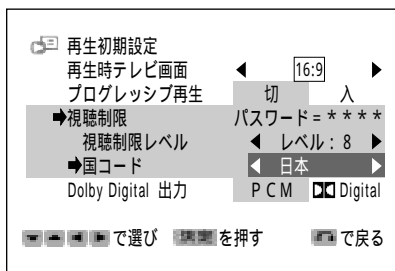 再生初期設定
再生時テレビ画面 16:9
プログレッシブ再生 切 入
視聴制限 パスワード=****
視聴制限レベル レベル:8
国コード 日本
Dolby Digital 出力 PCM Digital
で選び を押す で戻る